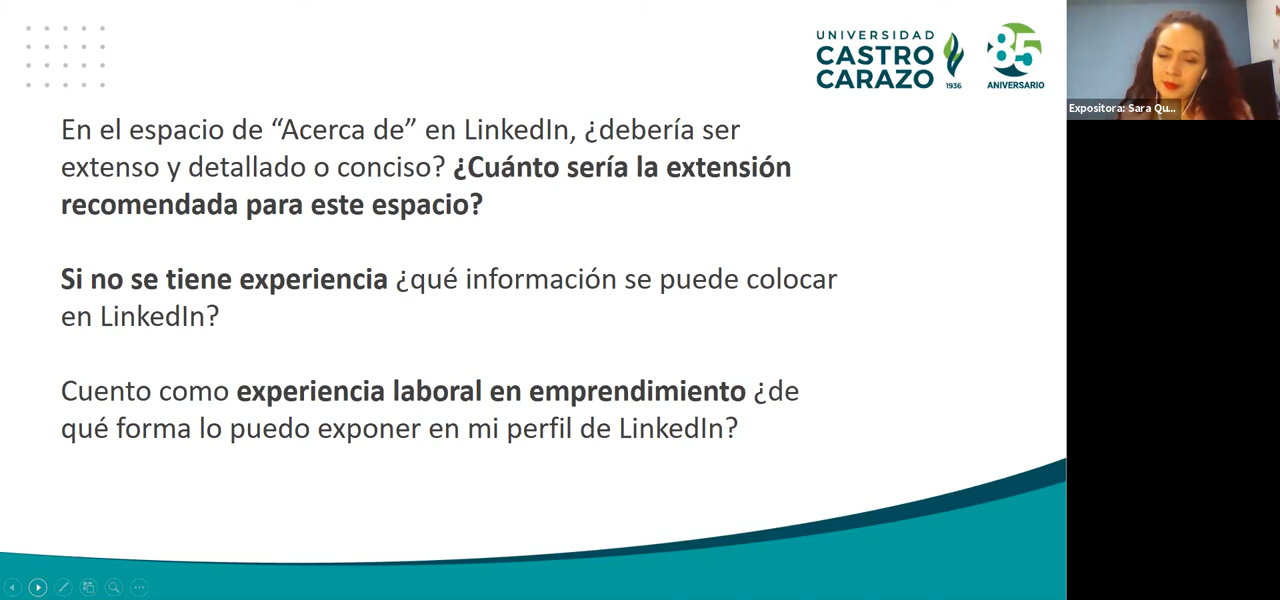 UNIVERSIDAD
CASTRO
CARAZO
1936
85
ANIVERSARIO
Expositora: Sara Qu...
En el espacio de “Acerca de” en LinkedIn, ¿debería ser
extenso y detallado o conciso? ¿Cuánto sería la extensión
recomendada para este espacio?
Si no se tiene experiencia ¿qué información se puede colocar
en LinkedIn?
Cuento como experiencia laboral en emprendimiento ¿de
qué forma lo puedo exponer en mi perfil de LinkedIn?